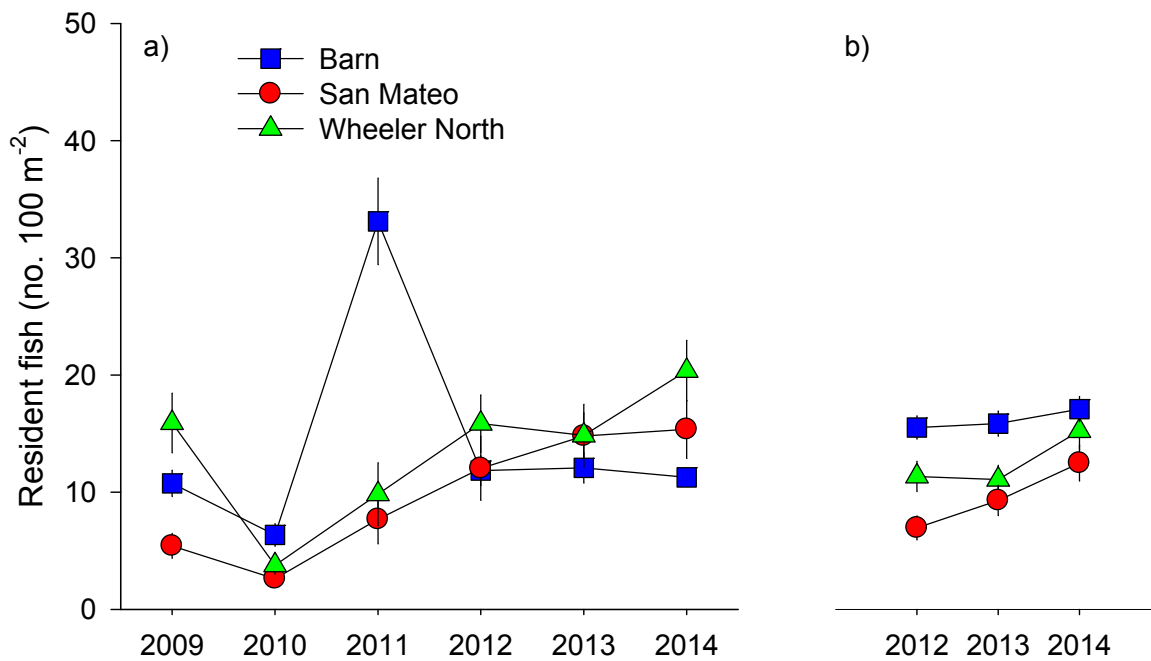 Resident fish (no. 100 m-2)
50
40
30
20
10
0
a)
Barn
San Mateo
Wheeler North
2009 2010 2011 2012 2013 2014
b)
2012 2013 2014